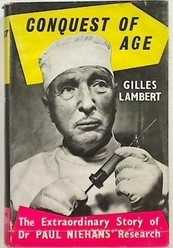 CONQUEST OF
AGE
GILLES
LAMBERT
The Extraordinary Story of
Dr PAUL NIEHANS' Research